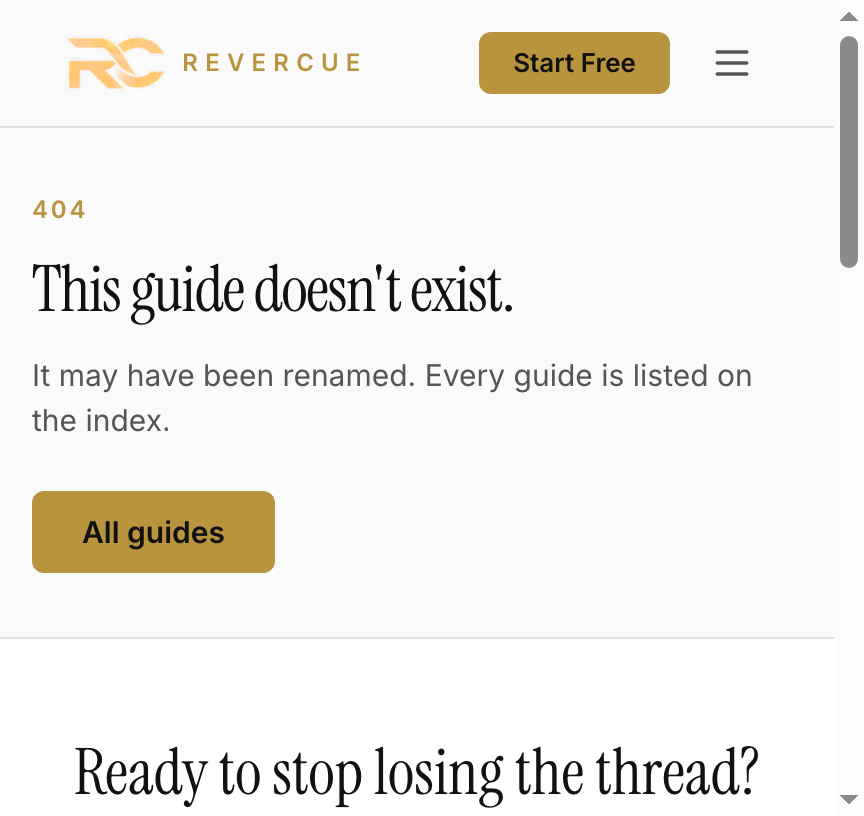 RC REVERCUE
Start Free
404
This guide doesn't exist.
It may have been renamed. Every guide is listed on
the index.
All guides
Ready to stop losing the thread?